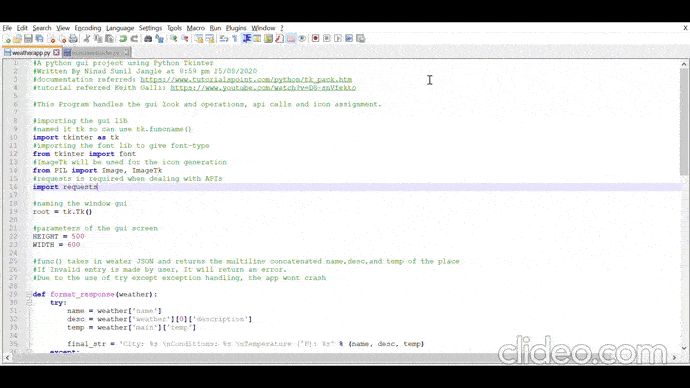 File Edit Search View Encoding Language Settings Tools Macro Run Plugins Window ? X
weatherapp.py
1 #A python gui project using Python Tkinter
2 #Written By Ninad Sunil Jangle at 8:59 pm 15/08/2020
3 #documentation referred: https://www.tutorialspoint.com/python/tk_pack.htm
4 #tutorial referred Keith Galli:
5
6 #This Program handles the gui look and operations, api calls and icon assignment.
7
8 #importing the gui lib
9 #named it tk so can use tk.funcname()
10 import tkinter as tk
11 #importing the font lib to give font-type
12 from tkinter import font
13 #ImageTk will be used for the icon generation
14 from PIL import Image, ImageTk
15 #requests is required when dealing with APIs
16 import requests
17
18 #naming the window gui
19 root = tk.Tk()
20
21 #parameters of the gui screen
22 HEIGHT = 500
23 WIDTH = 600
24
25 #func() takes in weater JSON and returns the multiline concatenated name,desc,and temp of the place
26 #if Invalid entry is made by user, It will return an error.
27 #Due to the use of try except exception handling, the app wont crash
28
29 def format_response(weather):
30 try:
31 name = weather['name']
32 desc = weather['weather'][0]['description']
33 temp = weather['main']['temp']
34
35 final_str = 'City: %s \nConditions: %s \nTemperature (°F): %s' % (name, desc, temp)
36 except:
clideo.com